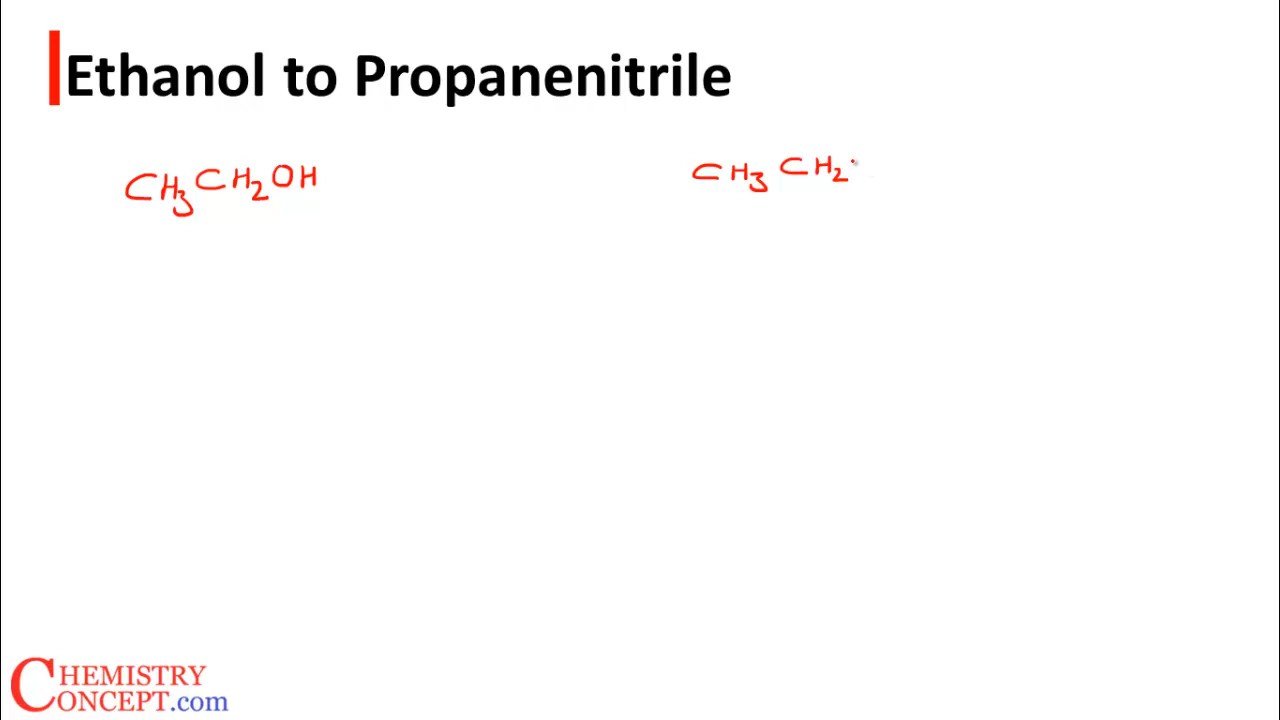 Ethanol to Propanenitrile
CH3CH2OH
CH3CH2
CHEMISTRY
CONCEPT.com